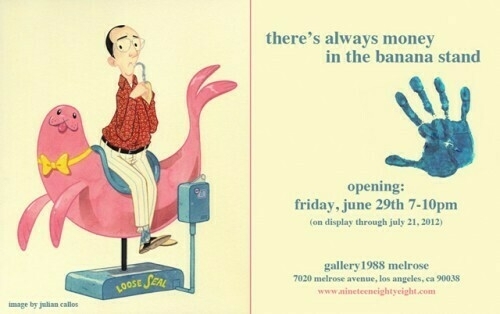 there's always money
in the banana stand
opening:
friday, june 29th 7-10pm
(on display through july 21, 2012)
gallery1988 melrose
7020 melrose avenue, los angeles, ca 90038
www.nineteeneightyeight.com
LOOSE SEAL
image by julian callos